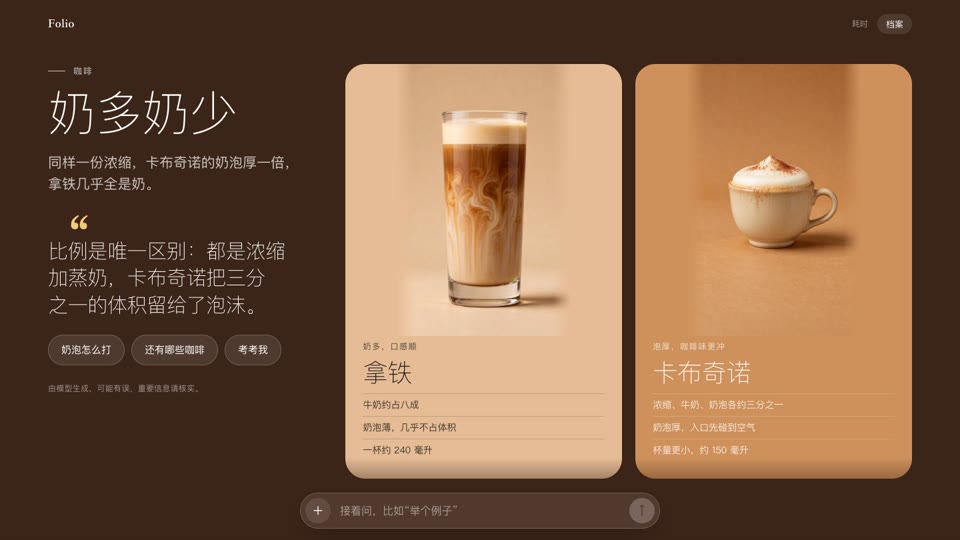 Folio
耗时
档案
咖啡
奶多奶少
同样一份浓缩，卡布奇诺的奶泡厚一倍，
拿铁几乎全是奶。
“
比例是唯一区别：都是浓缩
加蒸奶，卡布奇诺把三分
之一的体积留给了泡沫。
奶泡怎么打
还有哪些咖啡
考考我
由模型生成，可能有误，重要信息请核实。
奶多，口感顺
拿铁
牛奶约占八成
奶泡薄，几乎不占体积
一杯约 240 毫升
泡厚，咖啡味更冲
卡布奇诺
浓缩、牛奶、奶泡各约三分之一
奶泡厚，入口先碰到空气
杯量更小，约 150 毫升
接着问，比如“举个例子”